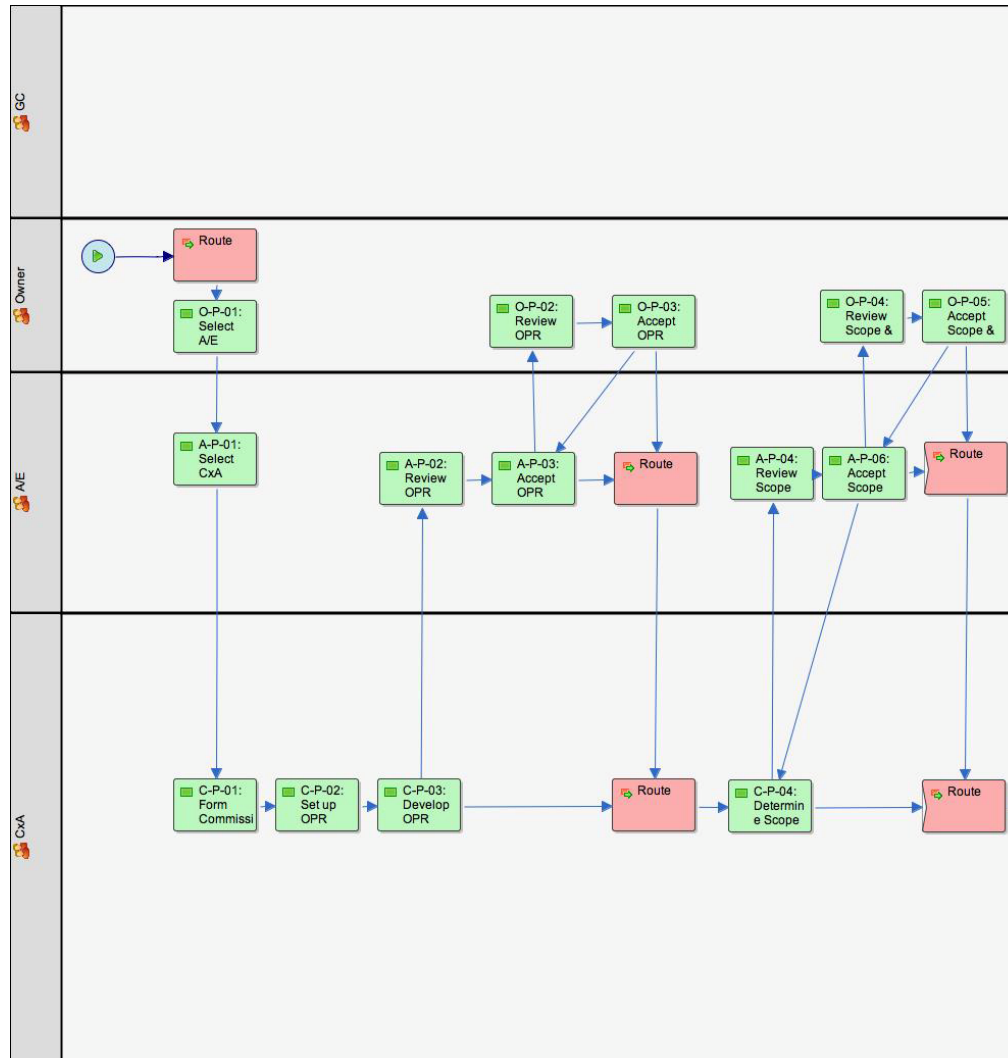 GC
Owner
Route
O-P-01:
Select
A/E
O-P-02:
Review
OPR
O-P-03:
Accept
OPR
O-P-04:
Review
Scope &
O-P-05:
Accept
Scope &
A/E
A-P-01:
Select
CxA
A-P-02:
Review
OPR
A-P-03:
Accept
OPR
Route
A-P-04:
Review
Scope
A-P-06:
Accept
Scope
Route
CxA
C-P-01:
Form
Commissi
C-P-02:
Set up
OPR
C-P-03:
Develop
OPR
Route
C-P-04:
Determin
e Scope
Route